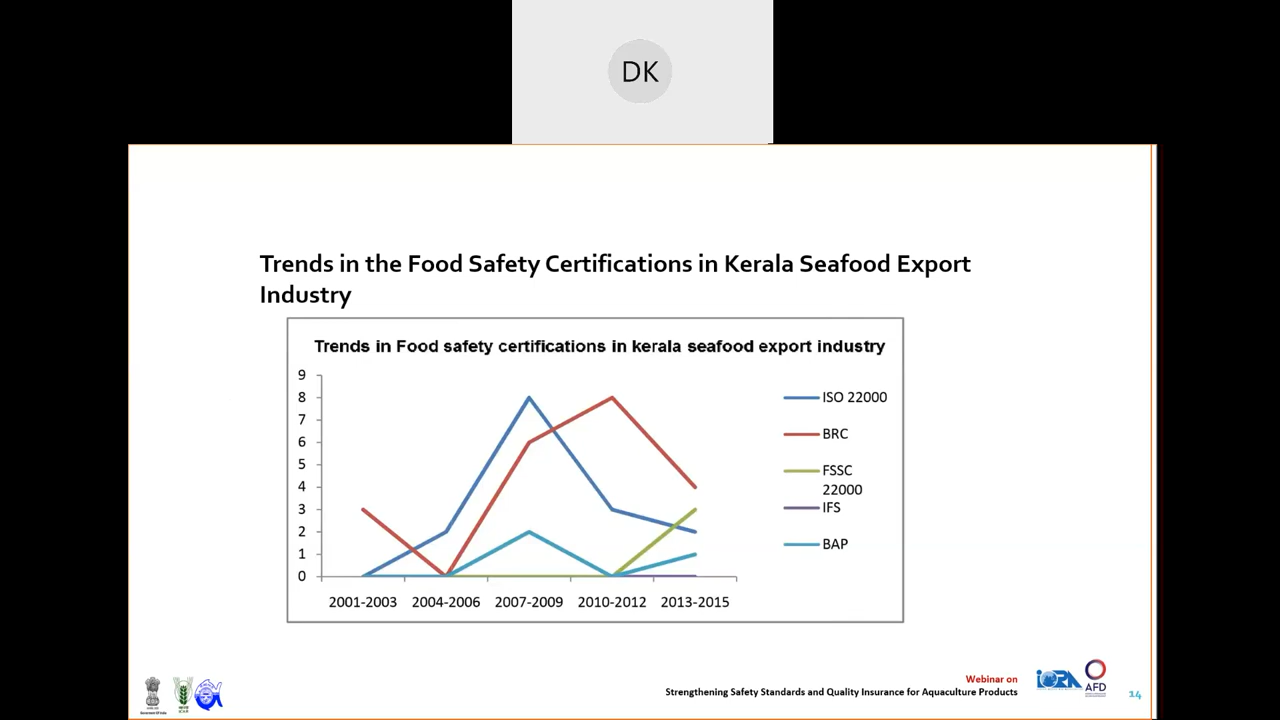 DK
Trends in the Food Safety Certifications in Kerala Seafood Export
Industry
Trends in Food safety certifications in kerala seafood export industry
9
8
7
6
5
4
3
2
1
0
2001-2003 2004-2006 2007-2009 2010-2012 2013-2015
ISO 22000
BRC
FSSC
22000
IFS
BAP
Webinar on
Strengthening Safety Standards and Quality Insurance for Aquaculture Products
iORA
AFD
14